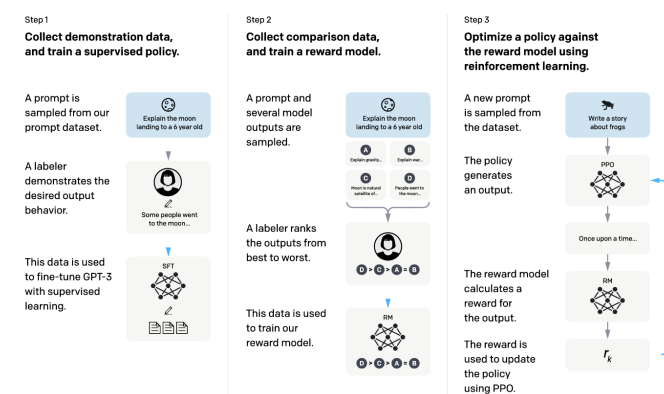 Step 1
Collect demonstration data,
and train a supervised policy.
A prompt is
sampled from our
prompt dataset.
Explain the moon
landing to a 6 year old
A labeler
demonstrates the
desired output
behavior.
Some people went
to the moon...
This data is used
to fine-tune GPT-3
with supervised
learning.
SFT
Step 2
Collect comparison data,
and train a reward model.
A prompt and
several model
outputs are
sampled.
Explain the moon
landing to a 6 year old
A
Explain gravity...
B
Explain war...
C
Moon is natural
satellite of...
D
People went to
the moon...
A labeler ranks
the outputs from
best to worst.
D > C > A = B
This data is used
to train our
reward model.
RM
D > C > A = B
Step 3
Optimize a policy against
the reward model using
reinforcement learning.
A new prompt
is sampled from
the dataset.
Write a story
about frogs
The policy
generates
an output.
PPO
Once upon a time...
The reward model
calculates a
reward for
the output.
RM
The reward is
used to update
the policy
using PPO.
rₖ